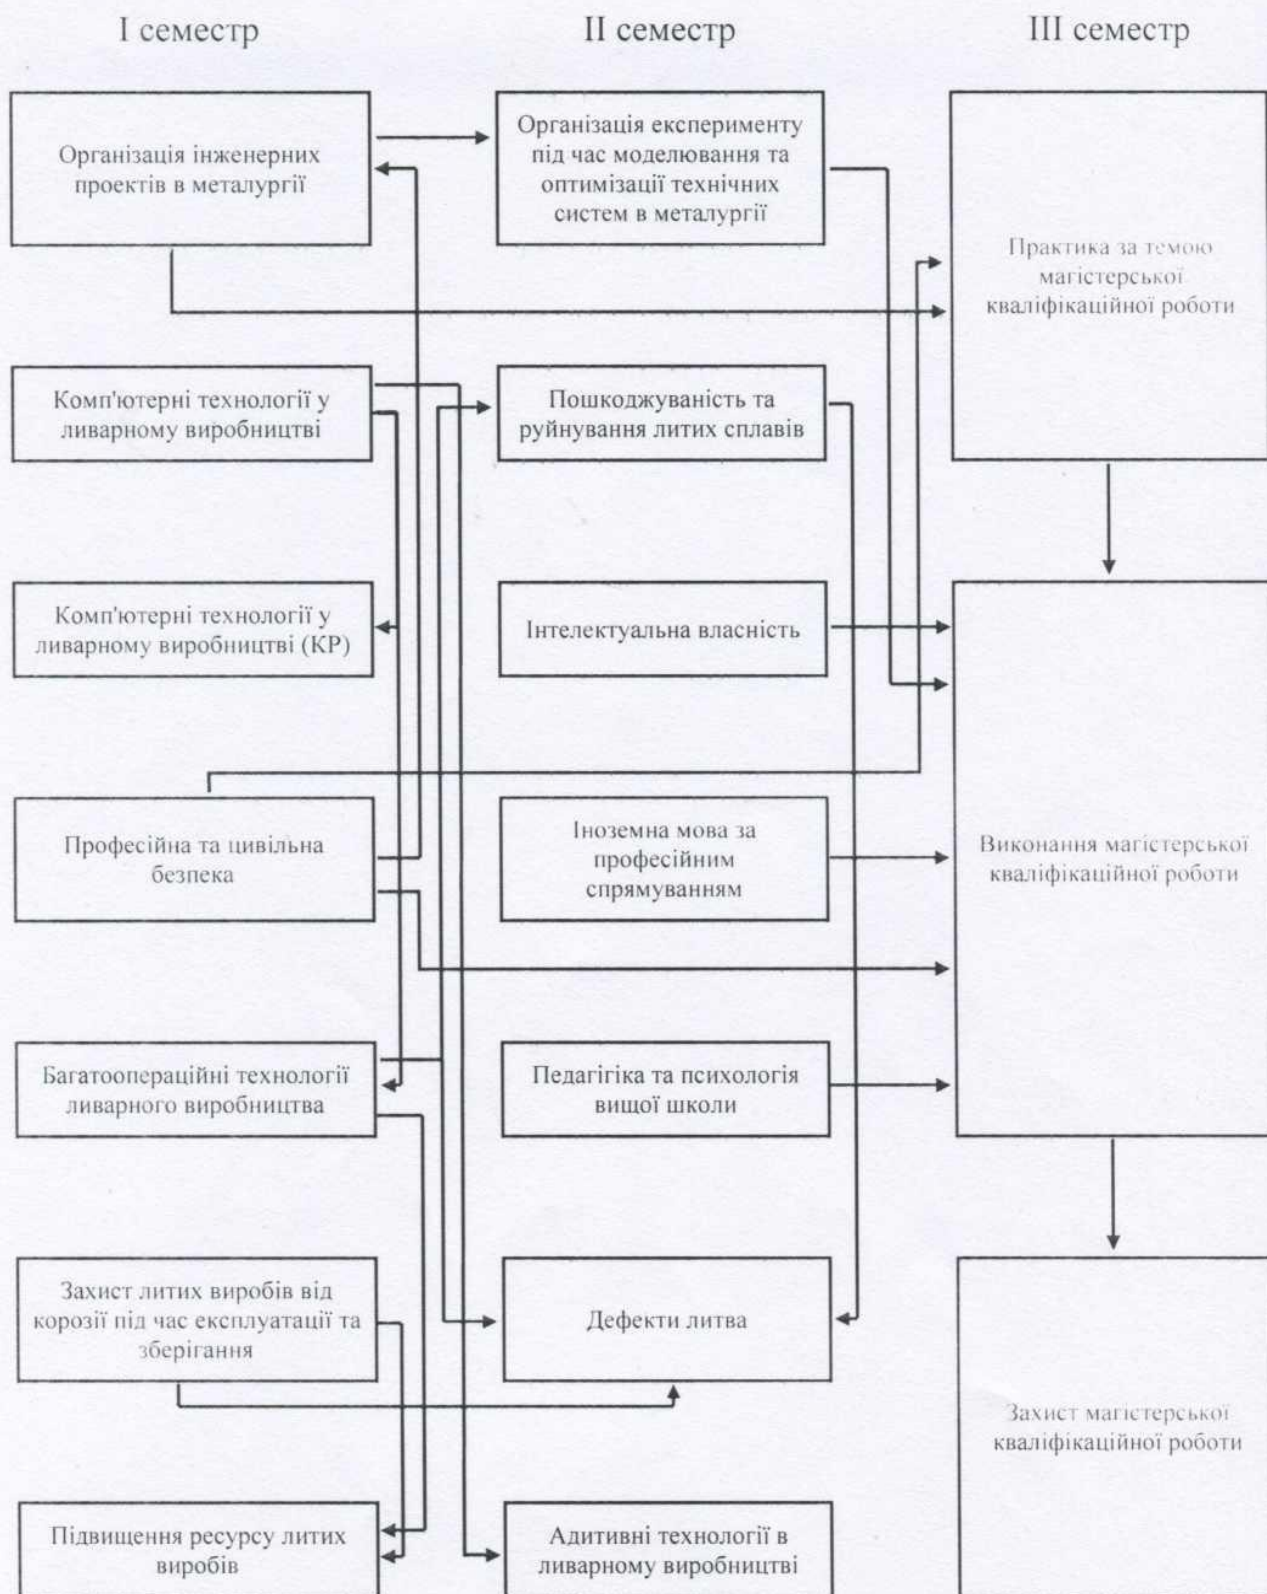 I семестр
II семестр
III семестр
Організація інженерних
проектів в металургії
Комп'ютерні технології у
ливарному виробництві
Комп'ютерні технології у
ливарному виробництві (КР)
Професійна та цивільна
безпека
Багатоопераційні технології
ливарного виробництва
Захист литих виробів від
корозії під час експлуатації та
зберігання
Підвищення ресурсу литих
виробів
Організація експерименту
під час моделювання та
оптимізації технічних
систем в металургії
Пошкоджуваність та
руйнування литих сплавів
Інтелектуальна власність
Іноземна мова за
професійним
спрямуванням
Педагігіка та психологія
вищої школи
Дефекти литва
Адитивні технології в
ливарному виробництві
Практика за темою
магістерської
кваліфікаційної роботи
Виконання магістерської
кваліфікаційної роботи
Захист магістерської
кваліфікаційної роботи